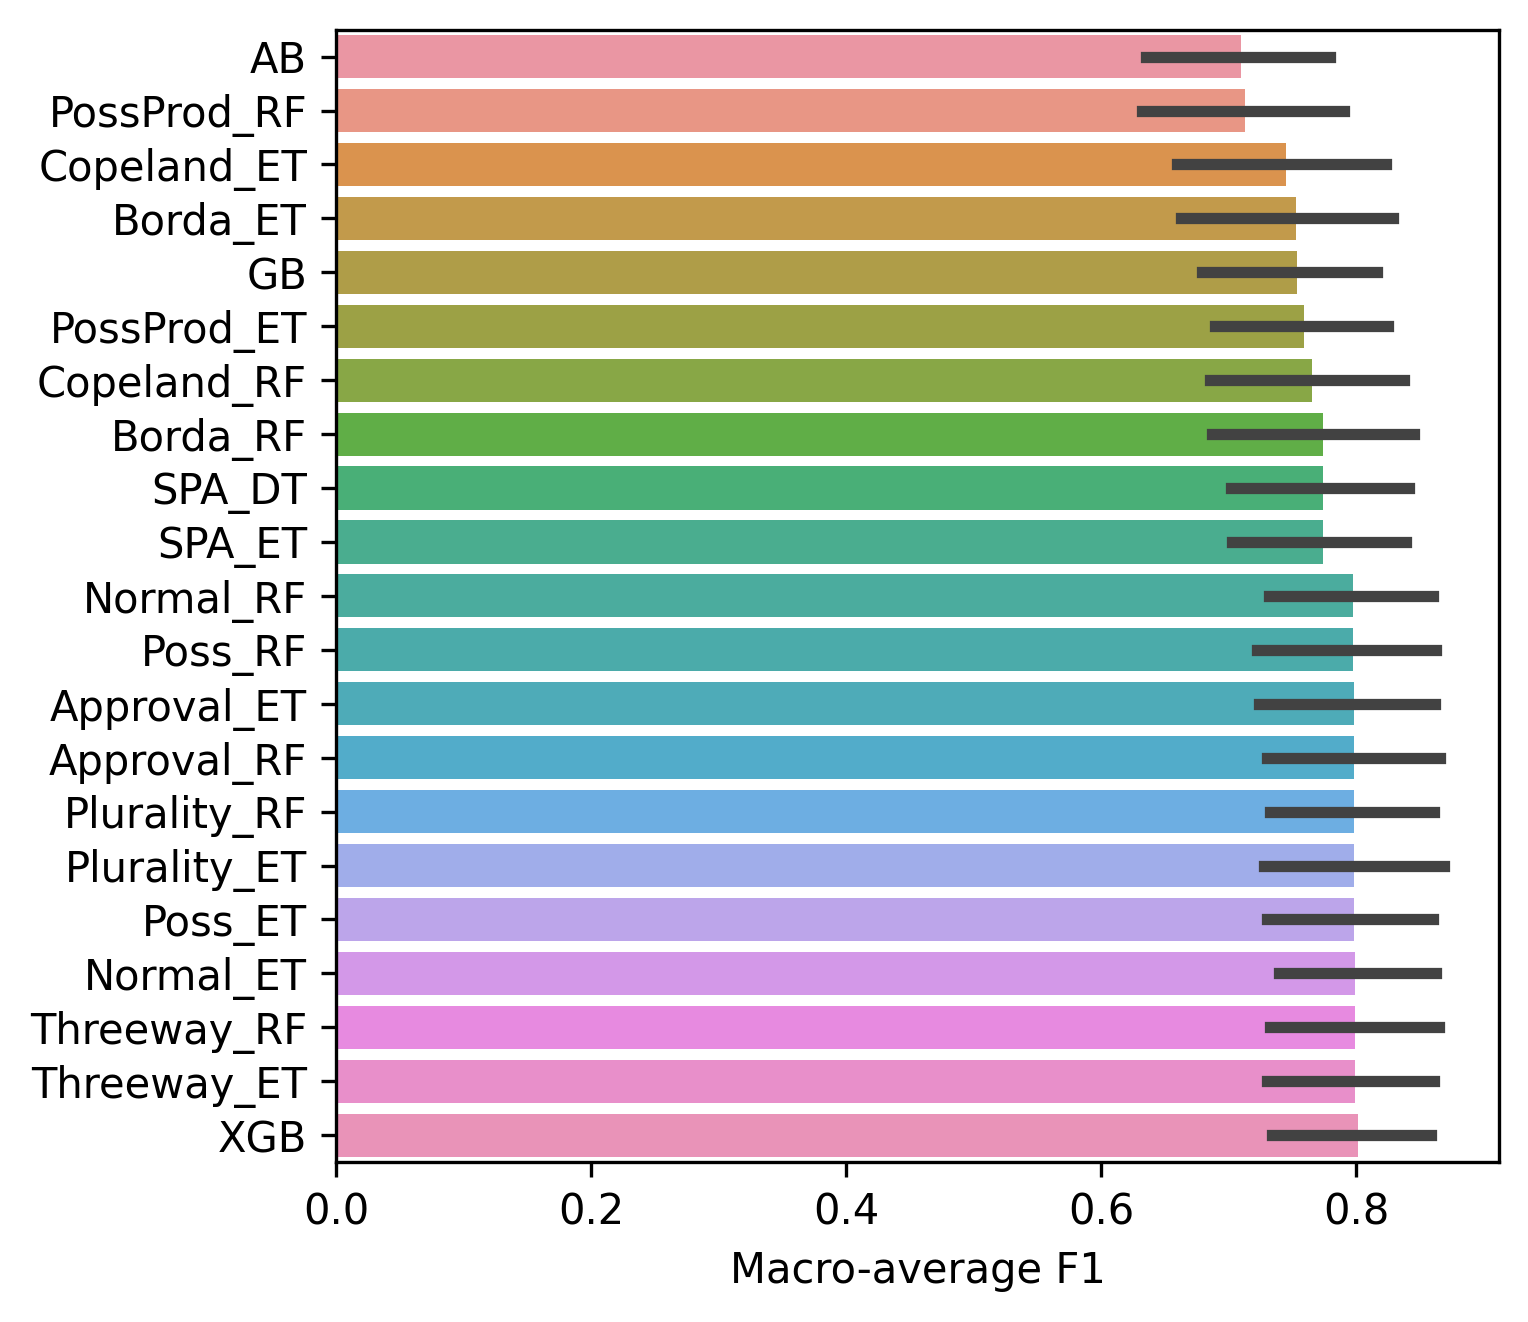 AB
PossProd_RF
Copeland_ET
Borda_ET
GB
PossProd_ET
Copeland_RF
Borda_RF
SPA_DT
SPA_ET
Normal_RF
Poss_RF
Approval_ET
Approval_RF
Plurality_RF
Plurality_ET
Poss_ET
Normal_ET
Threeway_RF
Threeway_ET
XGB
0.0 0.2 0.4 0.6 0.8
Macro-average F1